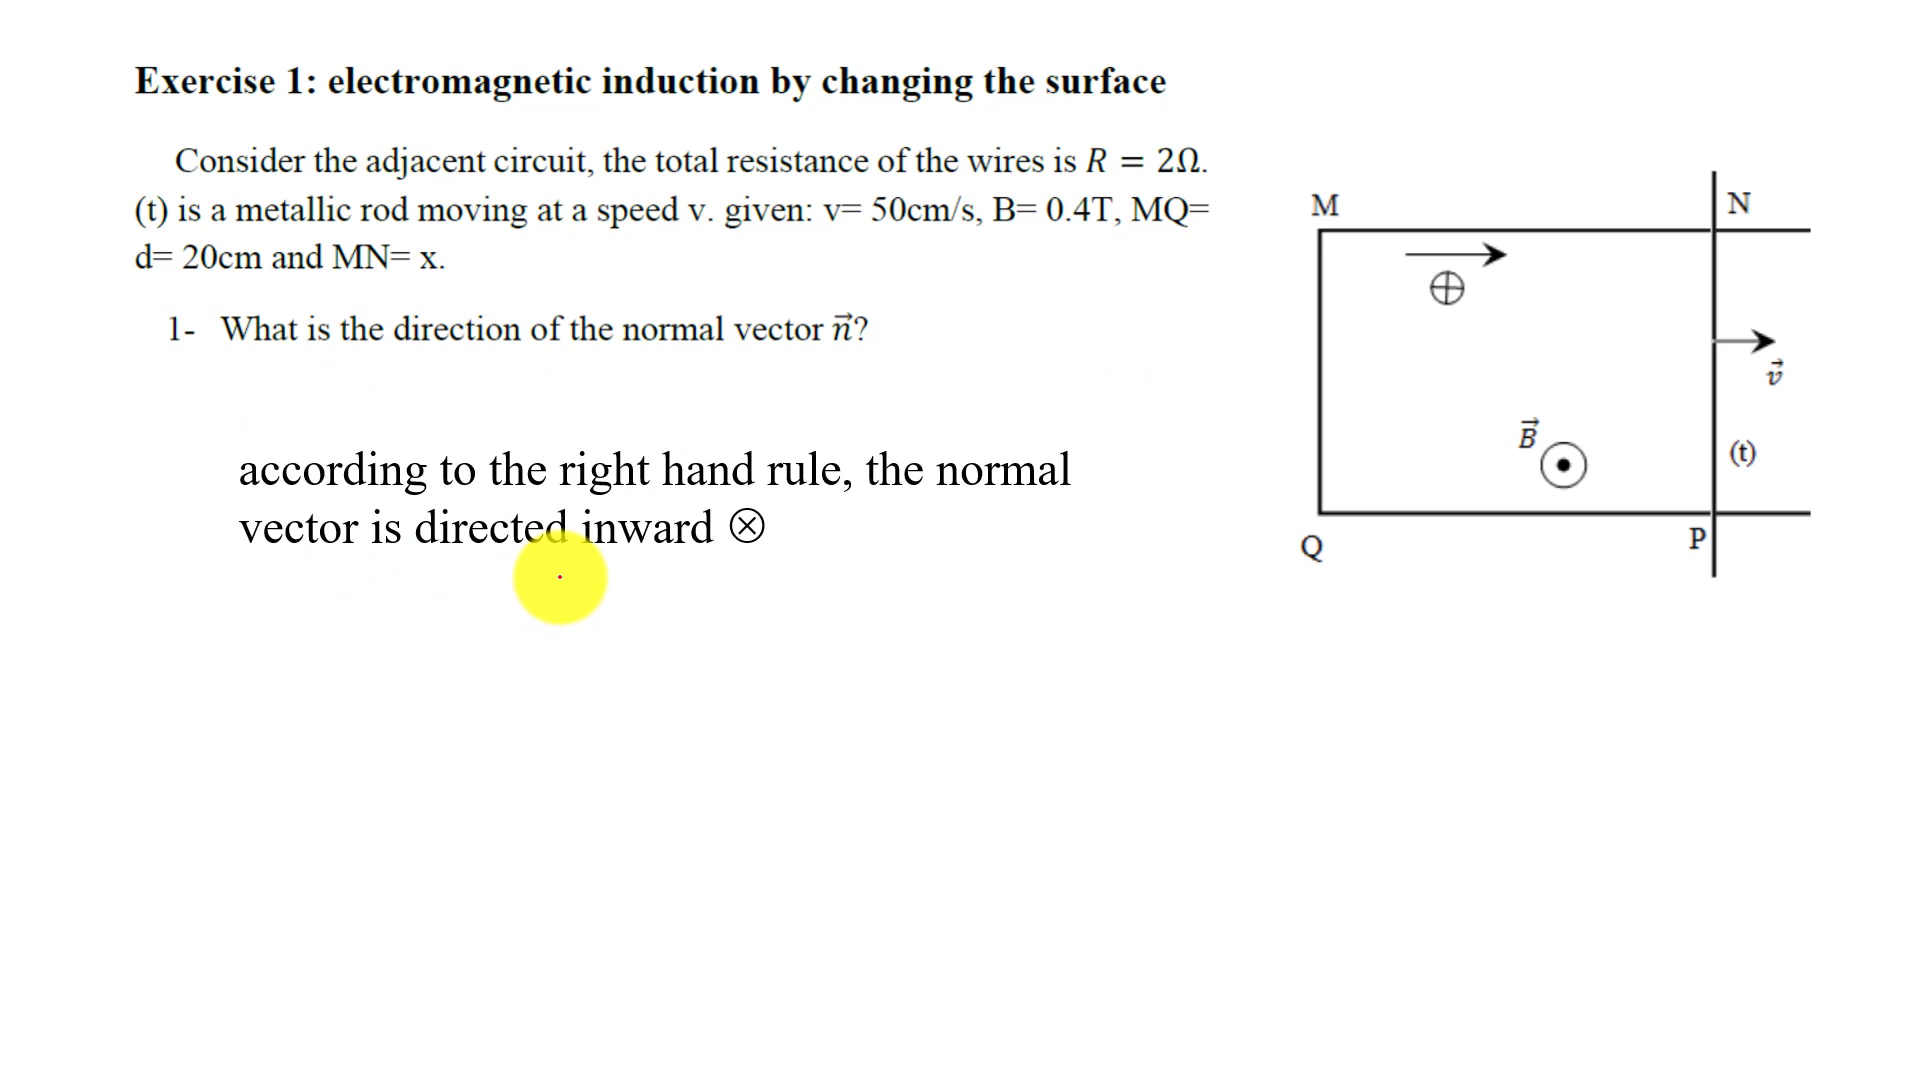 Exercise 1: electromagnetic induction by changing the surface
Consider the adjacent circuit, the total resistance of the wires is R = 2Ω.
(t) is a metallic rod moving at a speed v. given: v= 50cm/s, B= 0.4T, MQ=
d= 20cm and MN= x.
1- What is the direction of the normal vector n⃗?
according to the right hand rule, the normal
vector is directed inward ⊗
M
N
⊕
v⃗
B⃗
(t)
Q
P